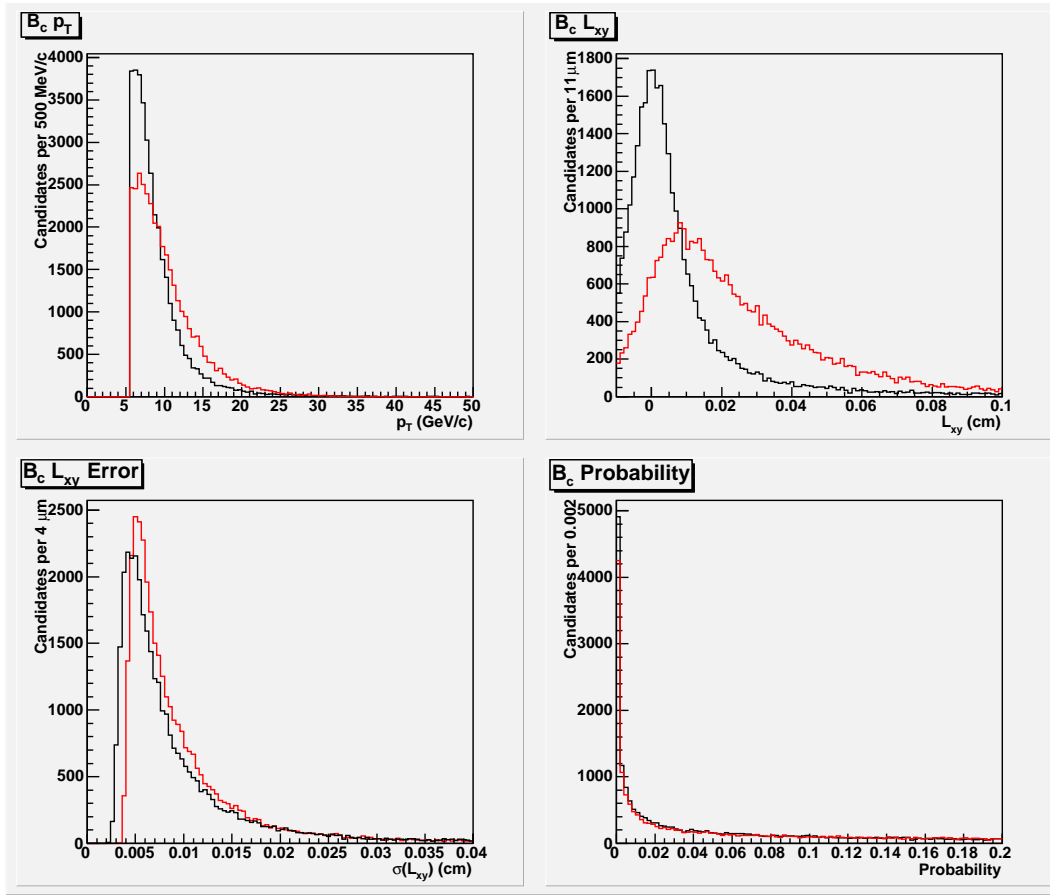 B_c p_T
Candidates per 500 MeV/c
4000
3500
3000
2500
2000
1500
1000
500
0
0 5 10 15 20 25 30 35 40 45 50
p_T (GeV/c)
B_c L_xy
Candidates per 11 μm
1800
1600
1400
1200
1000
800
600
400
200
0
0 0.02 0.04 0.06 0.08 0.1
L_xy (cm)
B_c L_xy Error
Candidates per 4 μm
2500
2000
1500
1000
500
0
0 0.005 0.01 0.015 0.02 0.025 0.03 0.035 0.04
σ(L_xy) (cm)
B_c Probability
Candidates per 0.002
5000
4000
3000
2000
1000
0
0 0.02 0.04 0.06 0.08 0.1 0.12 0.14 0.16 0.18 0.2
Probability